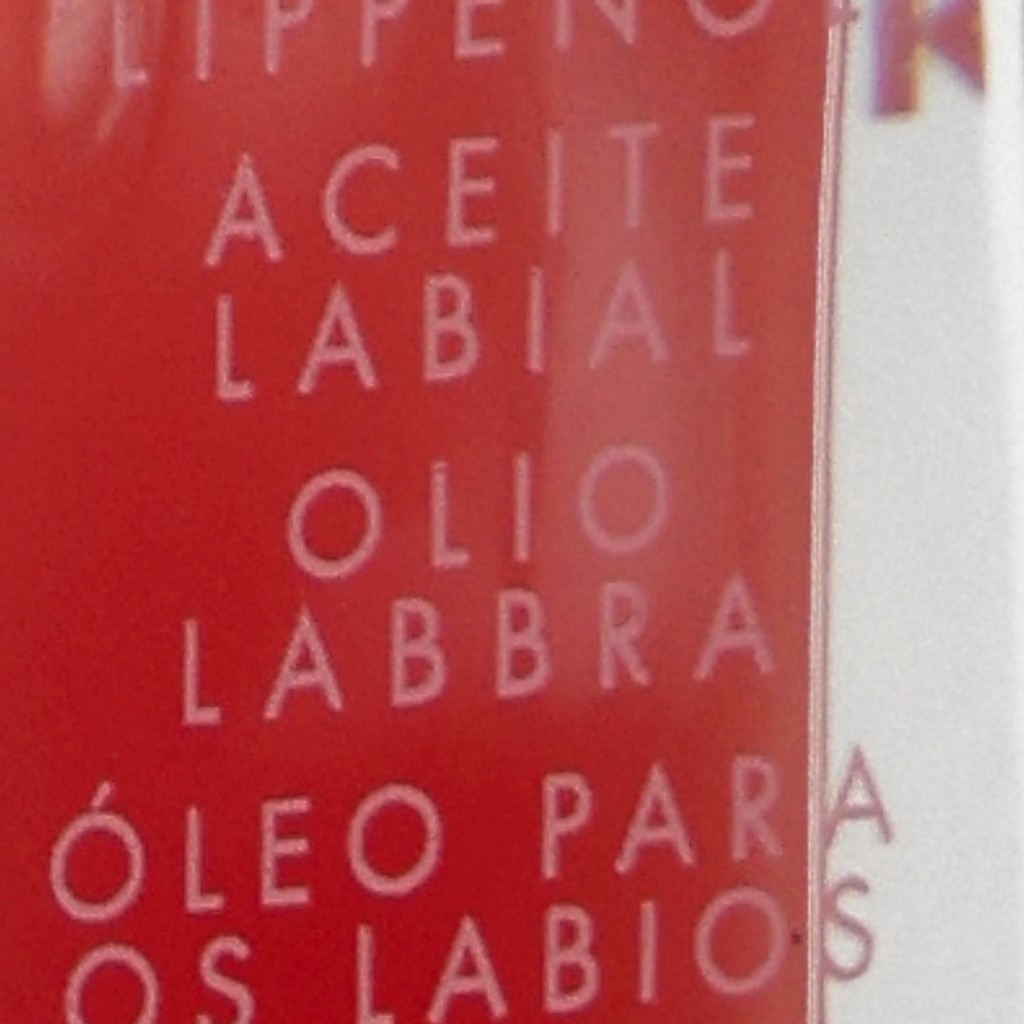 ACEITE
LABIAL
OLIO
LABBRA
ÓLEO PARA
OS LABIOS